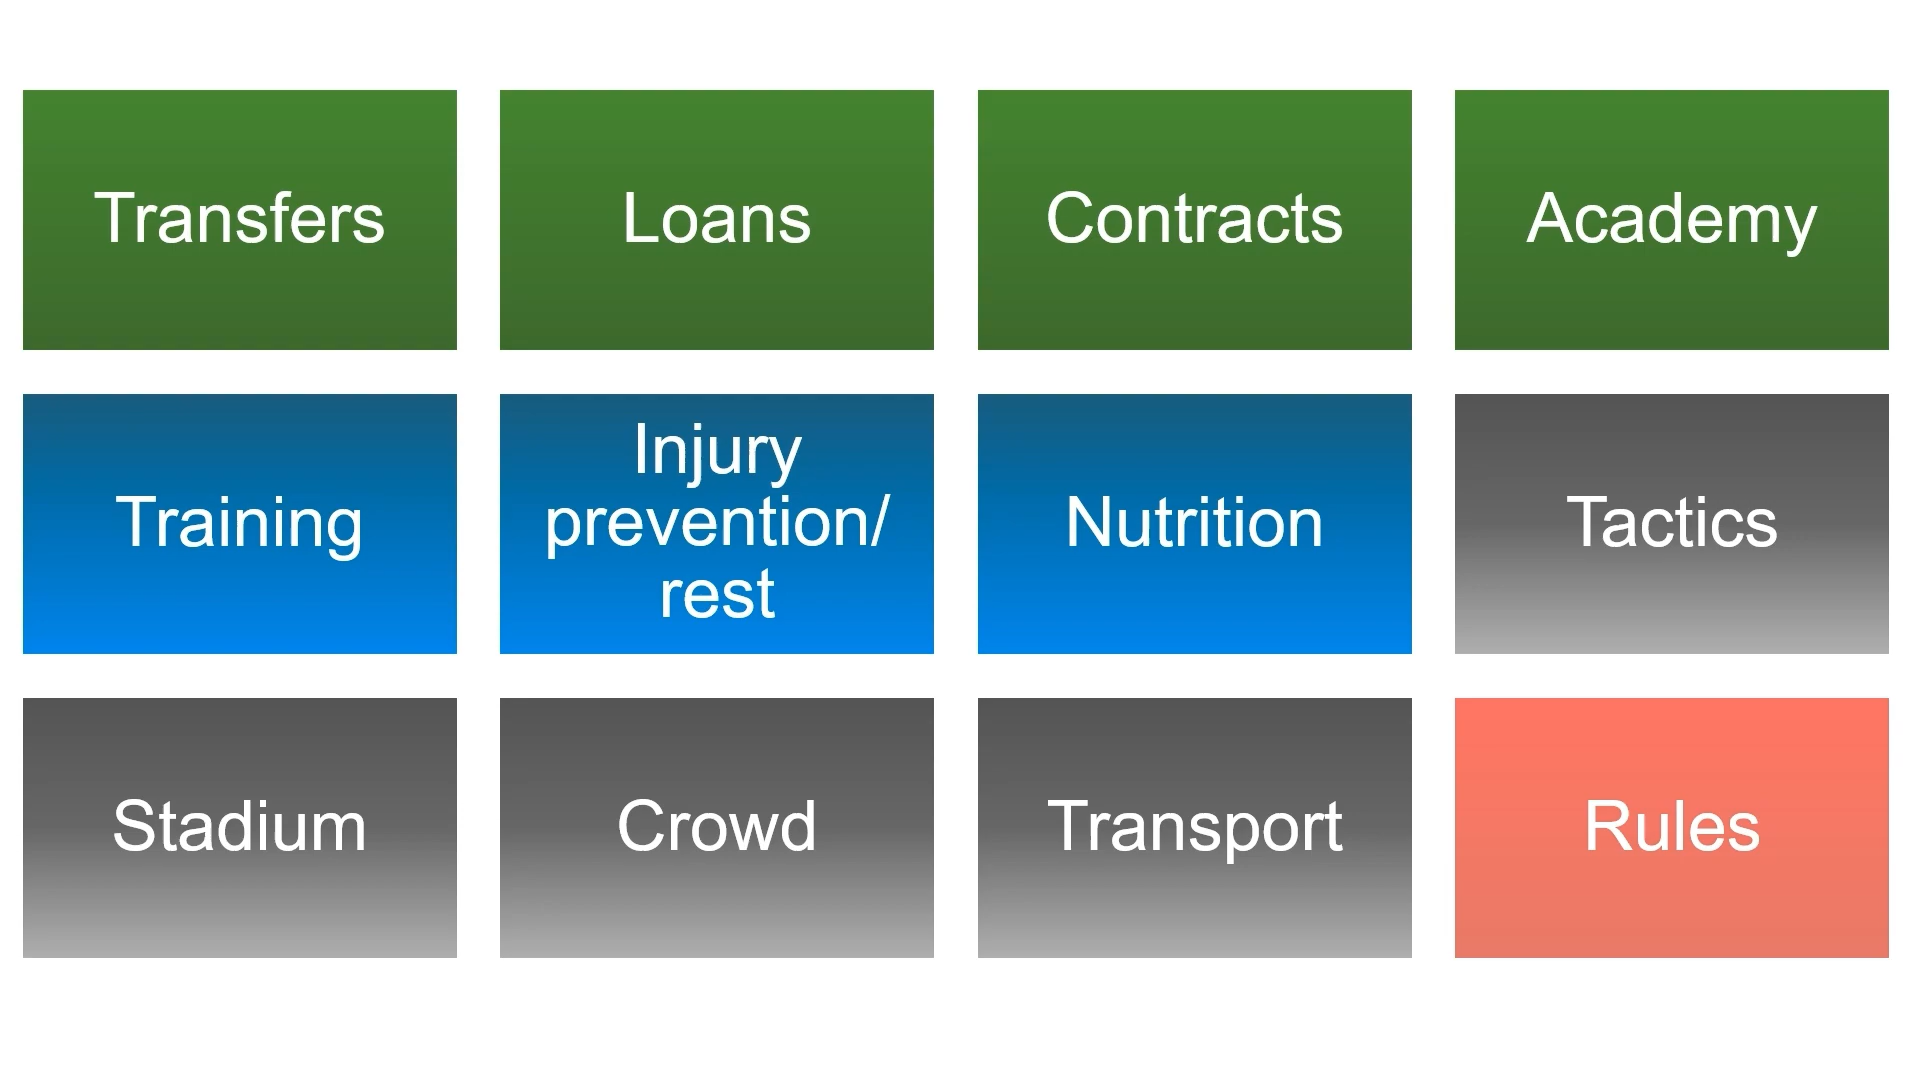 Transfers
Loans
Contracts
Academy
Training
Injury
prevention/
rest
Nutrition
Tactics
Stadium
Crowd
Transport
Rules